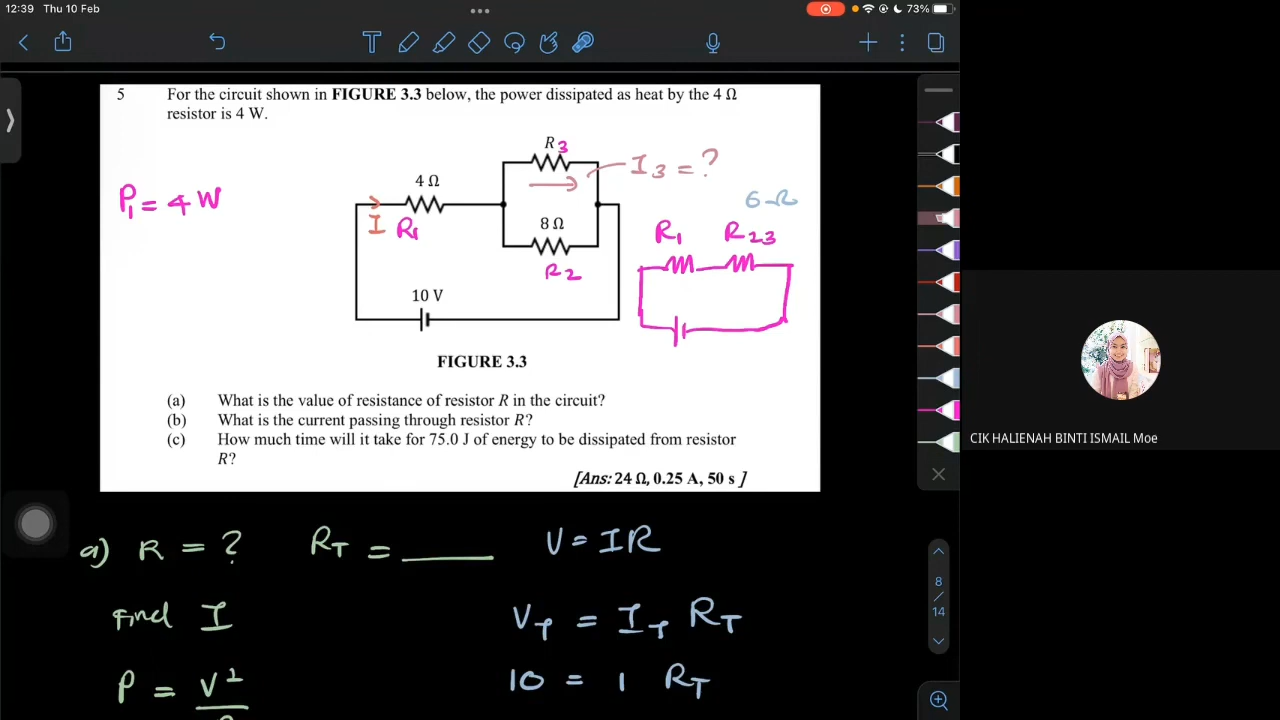 12:39 Thu 10 Feb
73%
5 For the circuit shown in FIGURE 3.3 below, the power dissipated as heat by the 4 Ω
resistor is 4 W.
R 3
I3 = ?
4 Ω
P1 = 4 W
6 Ω
I R1
8 Ω
R1 R23
R2
10 V
FIGURE 3.3
(a) What is the value of resistance of resistor R in the circuit?
(b) What is the current passing through resistor R?
(c) How much time will it take for 75.0 J of energy to be dissipated from resistor
R?
[Ans: 24 Ω, 0.25 A, 50 s ]
CIK HALIENAH BINTI ISMAIL Moe
a) R = ? RT = ____ V = IR
Find I VT = IT RT
P = V² 10 = 1 RT
8
/
14